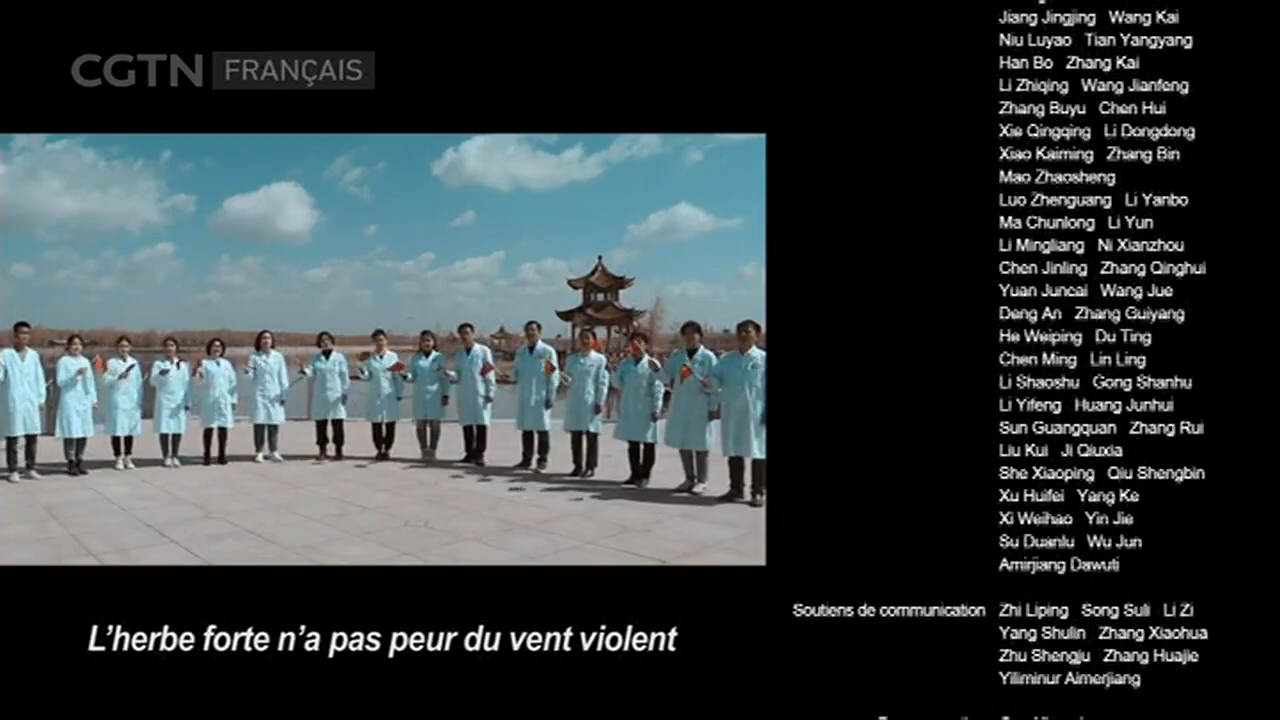 CGTN FRANÇAIS
Jiang Jingjing Wang Kai
Niu Luyao Tian Yangyang
Han Bo Zhang Kai
Li Zhiqing Wang Jianfeng
Zhang Buyu Chen Hui
Xie Qingqing Li Dongdong
Xiao Kaiming Zhang Bin
Mao Zhaosheng
Luo Zhenguang Li Yanbo
Ma Chunlong Li Yun
Li Mingliang Ni Xianzhou
Chen Jinling Zhang Qinghui
Yuan Juncai Wang Jue
Deng An Zhang Guiyang
He Weiping Du Ting
Chen Ming Lin Ling
Li Shaoshu Gong Shanhu
Li Yifeng Huang Junhui
Sun Guangquan Zhang Rui
Liu Kui Ji Qiuxia
She Xiaoping Qiu Shengbin
Xu Huifei Yang Ke
Xi Weihao Yin Jie
Su Duanlu Wu Jun
Amirjiang Dawuti
Soutiens de communication Zhi Liping Song Suli Li Zi
Yang Shulin Zhang Xiaohua
Zhu Shengju Zhang Huajie
Yiliminur Aimerjiang
L'herbe forte n'a pas peur du vent violent